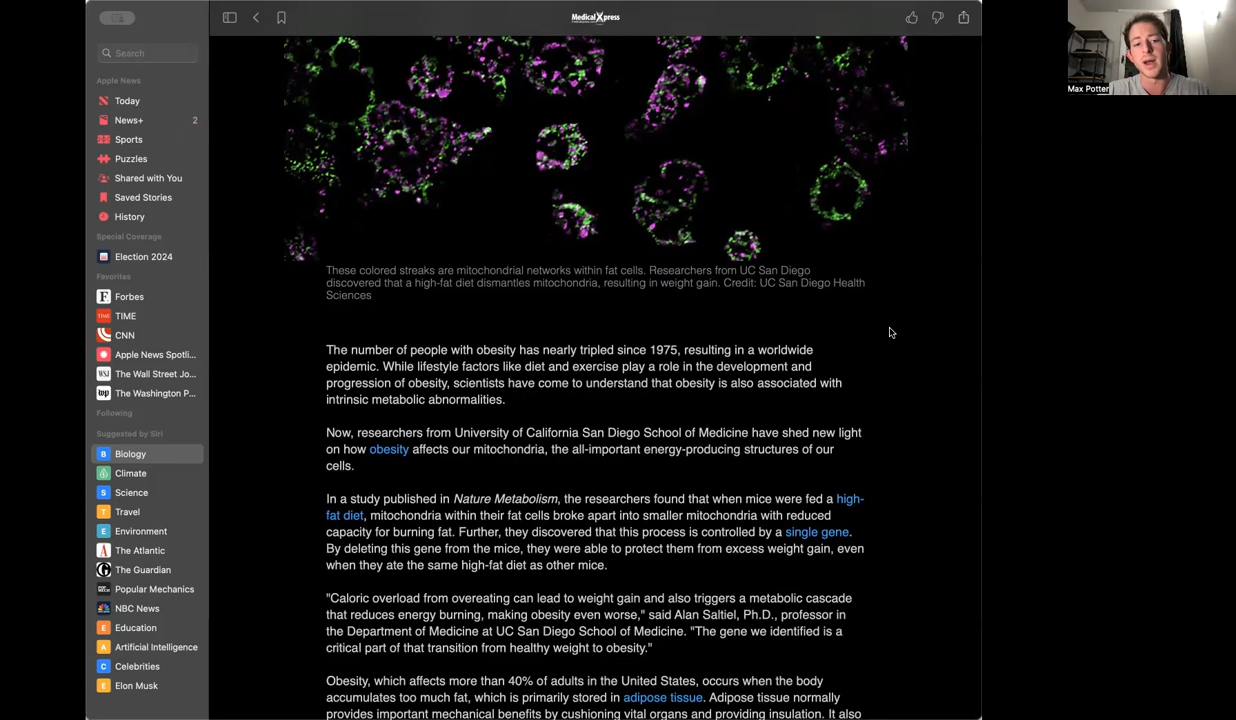 MedicalXpress
Search
Apple News
Today
News+
2
Sports
Puzzles
Shared with You
Saved Stories
History
Special Coverage
Election 2024
Favorites
Forbes
TIME
CNN
Apple News Spotli...
The Wall Street Jo...
The Washington P...
Following
Suggested by Siri
Biology
Climate
Science
Travel
Environment
The Atlantic
The Guardian
Popular Mechanics
NBC News
Education
Artificial Intelligence
Celebrities
Elon Musk
These colored streaks are mitochondrial networks within fat cells. Researchers from UC San Diego
discovered that a high-fat diet dismantles mitochondria, resulting in weight gain. Credit: UC San Diego Health
Sciences
The number of people with obesity has nearly tripled since 1975, resulting in a worldwide
epidemic. While lifestyle factors like diet and exercise play a role in the development and
progression of obesity, scientists have come to understand that obesity is also associated with
intrinsic metabolic abnormalities.
Now, researchers from University of California San Diego School of Medicine have shed new light
on how obesity affects our mitochondria, the all-important energy-producing structures of our
cells.
In a study published in Nature Metabolism, the researchers found that when mice were fed a high-
fat diet, mitochondria within their fat cells broke apart into smaller mitochondria with reduced
capacity for burning fat. Further, they discovered that this process is controlled by a single gene.
By deleting this gene from the mice, they were able to protect them from excess weight gain, even
when they ate the same high-fat diet as other mice.
"Caloric overload from overeating can lead to weight gain and also triggers a metabolic cascade
that reduces energy burning, making obesity even worse," said Alan Saltiel, Ph.D., professor in
the Department of Medicine at UC San Diego School of Medicine. "The gene we identified is a
critical part of that transition from healthy weight to obesity."
Obesity, which affects more than 40% of adults in the United States, occurs when the body
accumulates too much fat, which is primarily stored in adipose tissue. Adipose tissue normally
provides important mechanical benefits by cushioning vital organs and providing insulation. It also
Max Potter